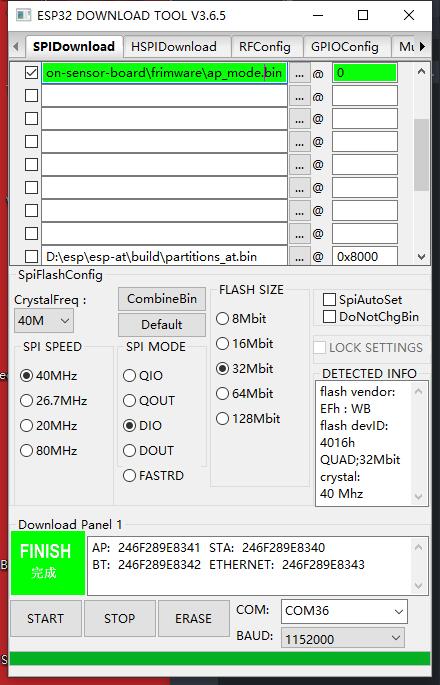 ESP32 DOWNLOAD TOOL V3.6.5
SPIDownload HSPIDownload RFConfig GPIOConfig Mu
on-sensor-board\frimware\ap_mode.bin ... @ 0
... @
... @
... @
... @
... @
... @
... @
D:\esp\esp-at\build\partitions_at.bin ... @ 0x8000
SpiFlashConfig
CrystalFreq :
40M
CombineBin
Default
SPI SPEED
40MHz
26.7MHz
20MHz
80MHz
SPI MODE
QIO
QOUT
DIO
DOUT
FASTRD
FLASH SIZE
8Mbit
16Mbit
32Mbit
64Mbit
128Mbit
SpiAutoSet
DoNotChgBin
LOCK SETTINGS
DETECTED INFO
flash vendor:
EFh : WB
flash devID:
4016h
QUAD;32Mbit
crystal:
40 Mhz
Download Panel 1
FINISH
完成
AP: 246F289E8341 STA: 246F289E8340
BT: 246F289E8342 ETHERNET: 246F289E8343
START STOP ERASE
COM: COM36
BAUD: 1152000